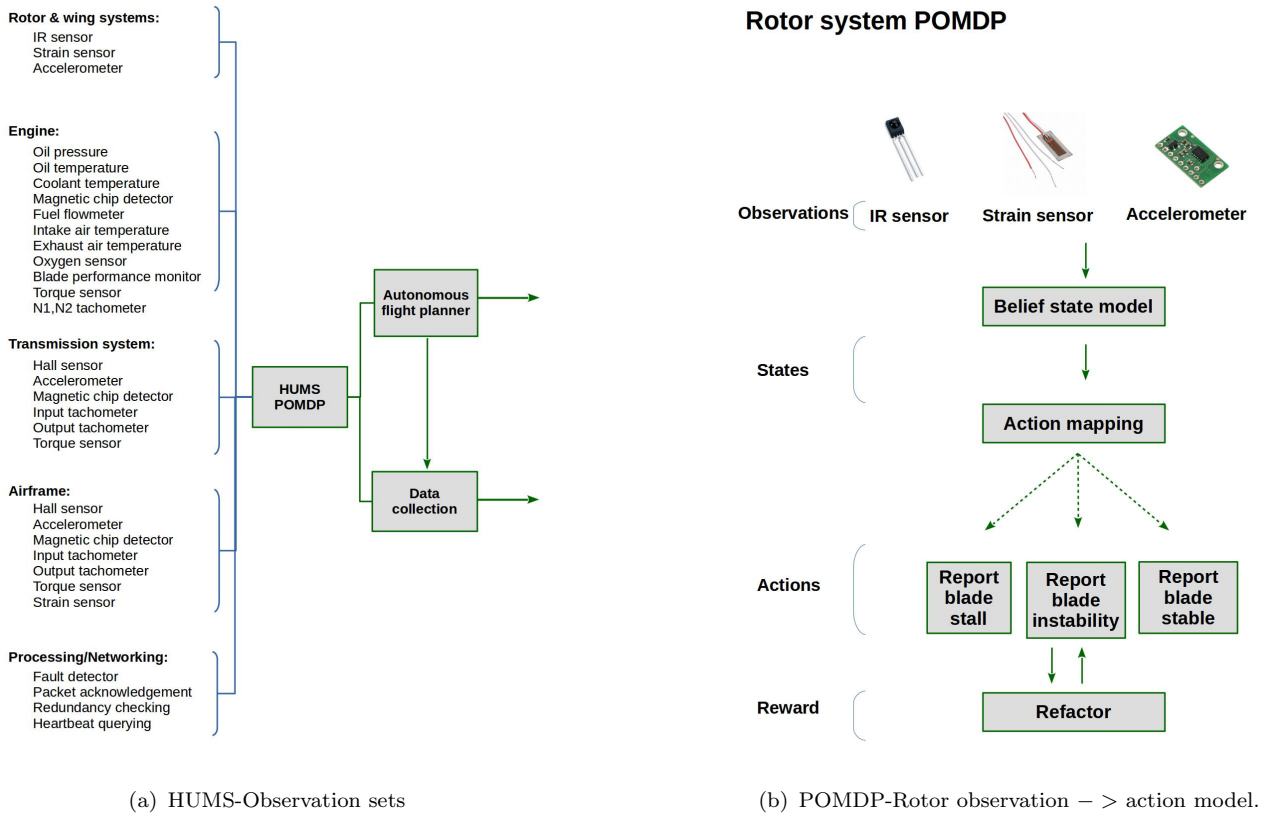 Rotor & wing systems:
IR sensor
Strain sensor
Accelerometer
Engine:
Oil pressure
Oil temperature
Coolant temperature
Magnetic chip detector
Fuel flowmeter
Intake air temperature
Exhaust air temperature
Oxygen sensor
Blade performance monitor
Torque sensor
N1,N2 tachometer
Transmission system:
Hall sensor
Accelerometer
Magnetic chip detector
Input tachometer
Output tachometer
Torque sensor
Airframe:
Hall sensor
Accelerometer
Magnetic chip detector
Input tachometer
Output tachometer
Torque sensor
Strain sensor
Processing/Networking:
Fault detector
Packet acknowledgement
Redundancy checking
Heartbeat querying
HUMS
POMDP
Autonomous
flight planner
Data
collection
(a) HUMS-Observation sets
Rotor system POMDP
Observations
IR sensor
Strain sensor
Accelerometer
Belief state model
States
Action mapping
Actions
Report
blade
stall
Report
blade
instability
Report
blade
stable
Reward
Refactor
(b) POMDP-Rotor observation − > action model.